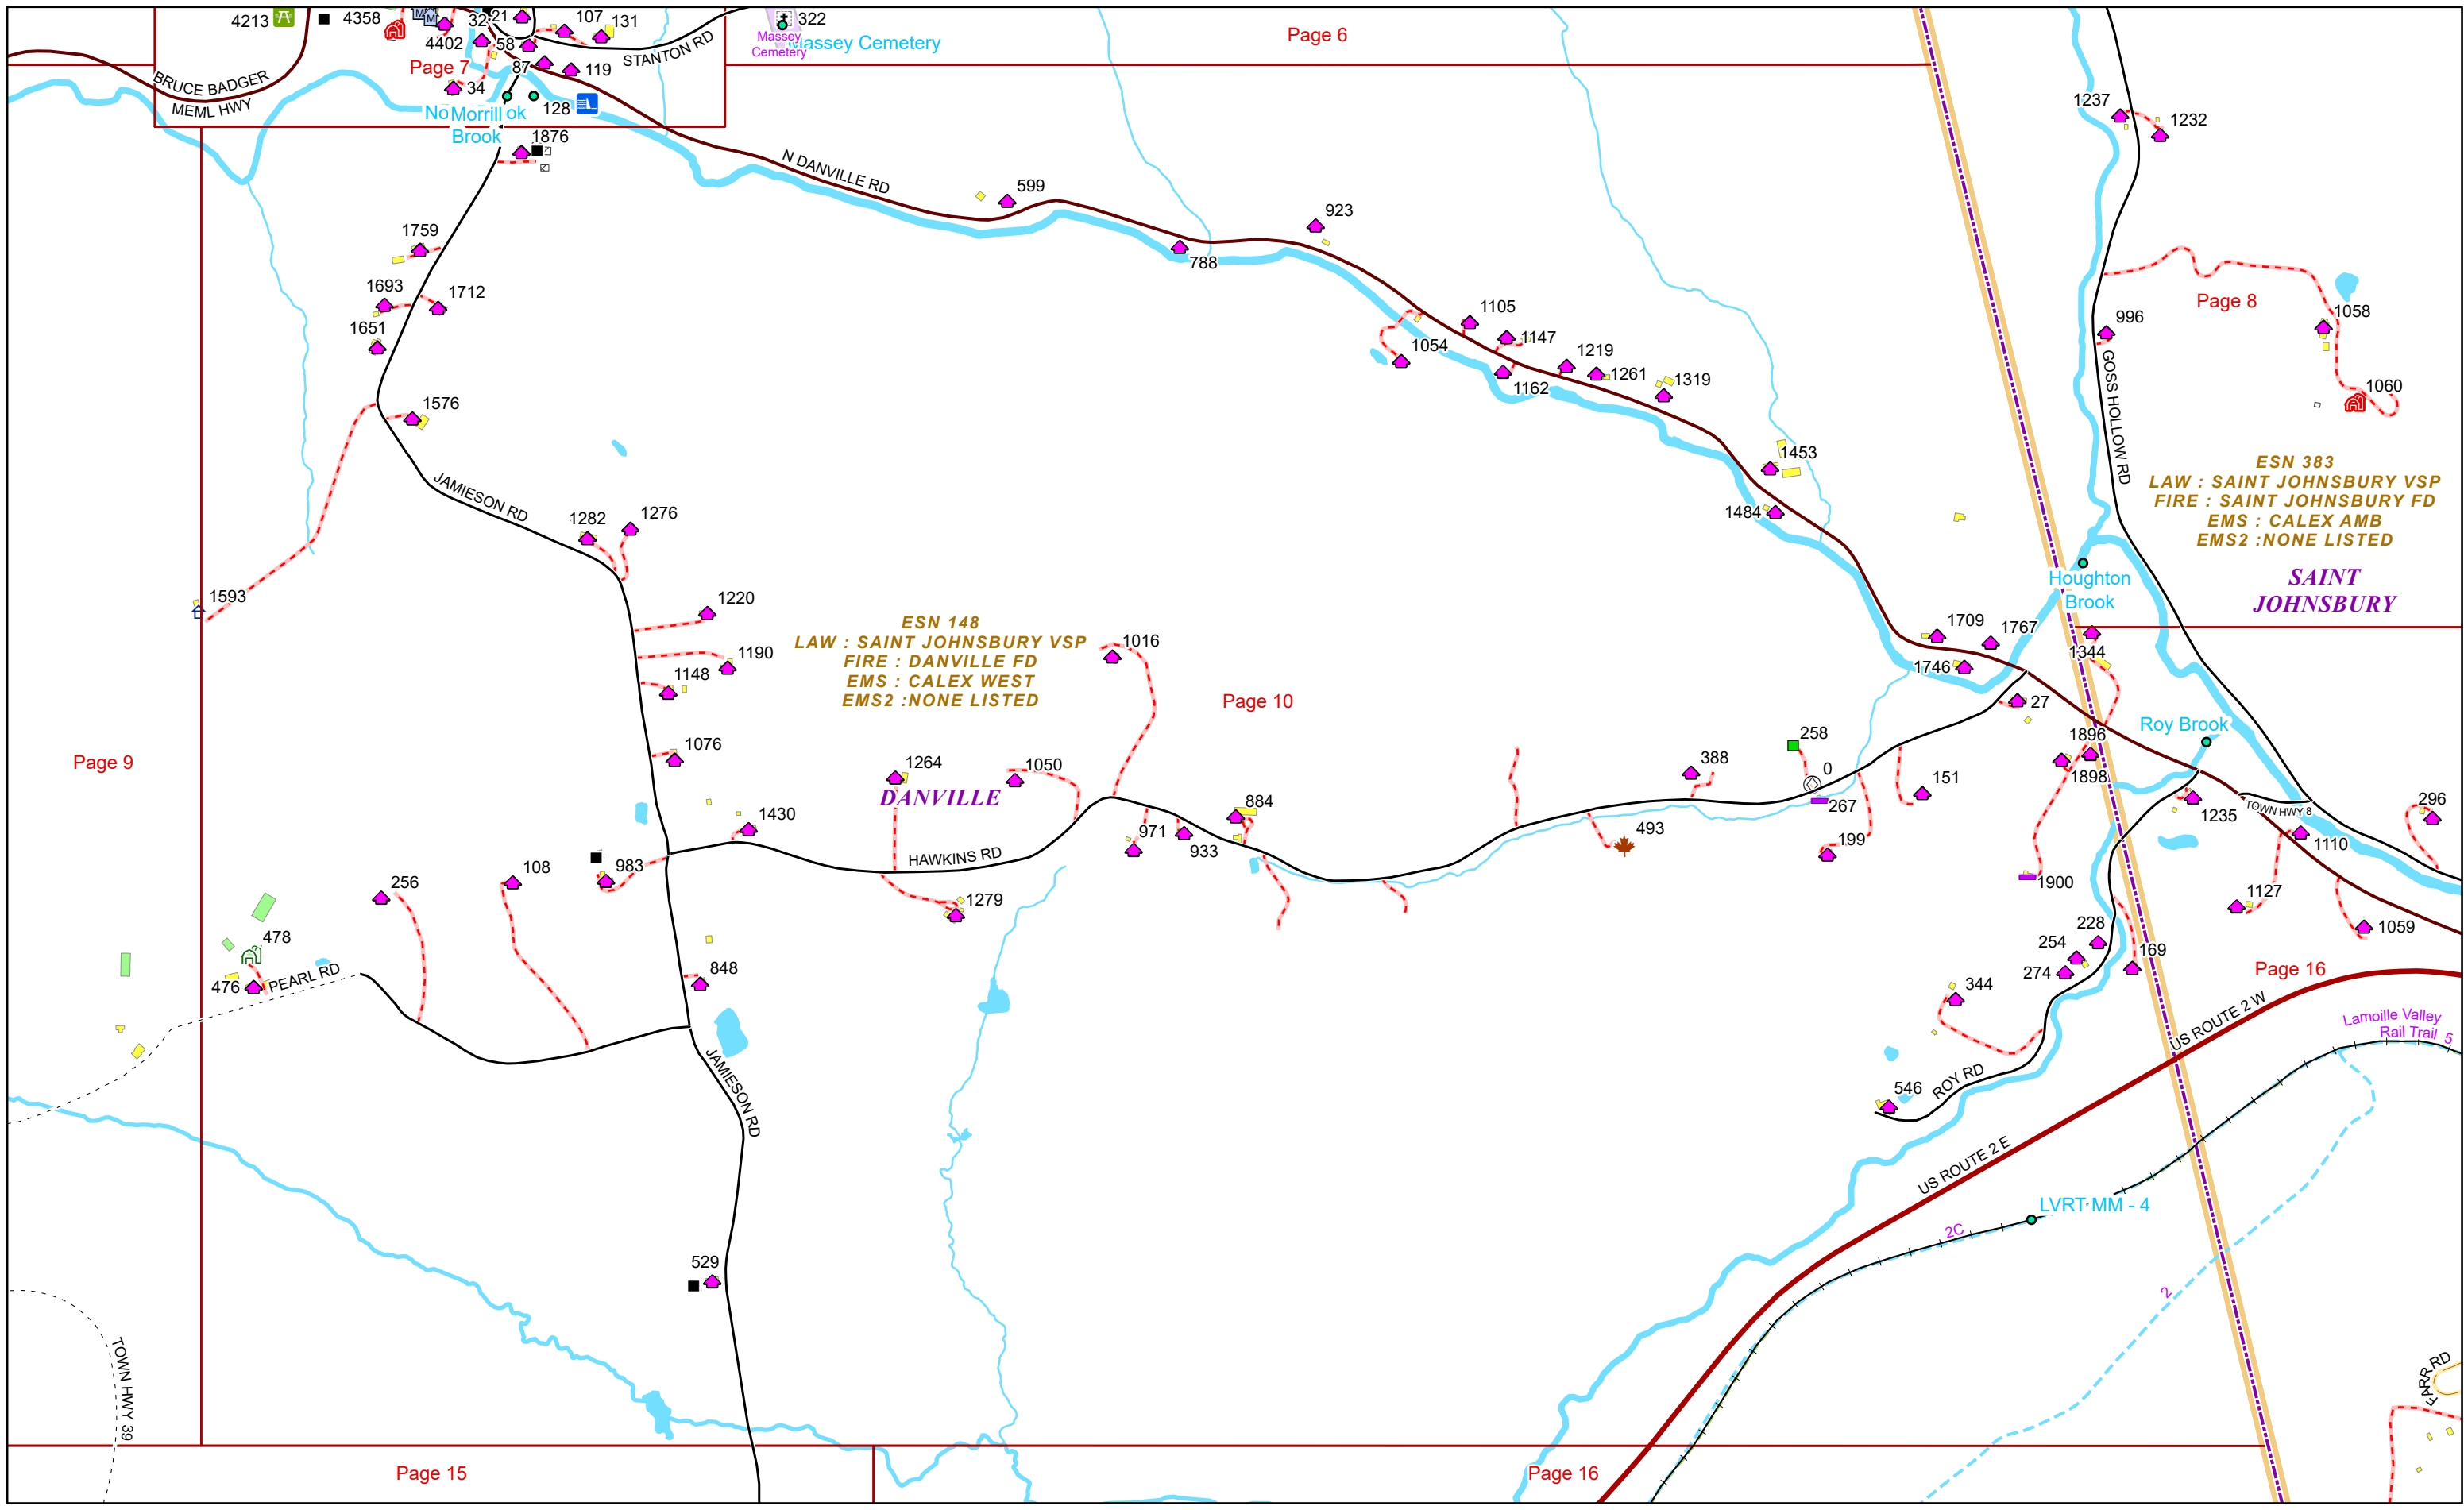 4213
4358
32
21
107
131
322
4402
58
STANTON RD
Massey
Cemetery
Massey Cemetery
Page 6
Page 7
87
119
BRUCE BADGER
MEML HWY
34
128
Morrill
Brook
1876
N DANVILLE RD
599
923
788
1237
1232
1759
1693
1712
1651
1105
1147
1054
1219
1261
1319
1162
996
Page 8
1058
1060
GOSS HOLLOW RD
1576
JAMIESON RD
1282
1276
1453
1484
ESN 383
LAW : SAINT JOHNSBURY VSP
FIRE : SAINT JOHNSBURY FD
EMS : CALEX AMB
EMS2 :NONE LISTED
SAINT
JOHNSBURY
Houghton
Brook
1593
1220
1190
1148
ESN 148
LAW : SAINT JOHNSBURY VSP
FIRE : DANVILLE FD
EMS : CALEX WEST
EMS2 :NONE LISTED
1016
Page 10
1709
1767
1746
1344
27
Roy Brook
Page 9
1076
1264
DANVILLE
1050
1430
HAWKINS RD
971
933
884
388
258
0
267
151
199
493
1896
1898
1235
TOWN HWY 8
1110
296
1900
1127
1059
256
108
983
1279
478
476
PEARL RD
848
228
254
274
169
344
Page 16
US ROUTE 2 W
Lamoille Valley
Rail Trail 5
JAMIESON RD
546
ROY RD
US ROUTE 2 E
LVRT MM - 4
2C
2
529
TOWN HWY 39
FARR RD
Page 15
Page 16